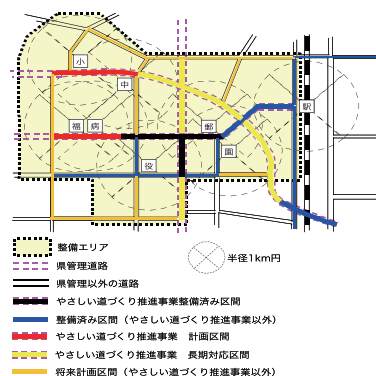 小
中
駅
福 病
郵
園
役
整備エリア
県管理道路
半径1km円
県管理以外の道路
やさしい道づくり推進事業整備済み区間
整備済み区間（やさしい道づくり推進事業以外）
やさしい道づくり推進事業　計画区間
やさしい道づくり推進事業　長期対応区間
将来計画区間（やさしい道づくり推進事業以外）